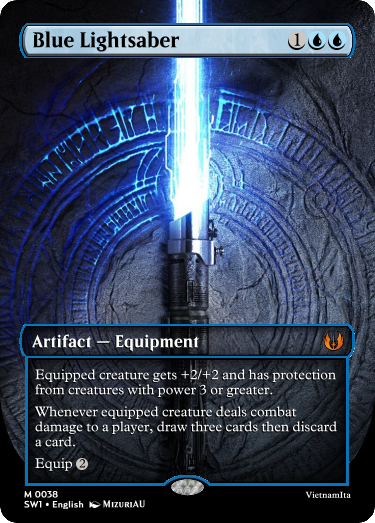 Blue Lightsaber 1
Artifact — Equipment
Equipped creature gets +2/+2 and has protection
from creatures with power 3 or greater.
Whenever equipped creature deals combat
damage to a player, draw three cards then discard
a card.
Equip 2
M 0038
SW1 • English MizuriAU
VietnamIta